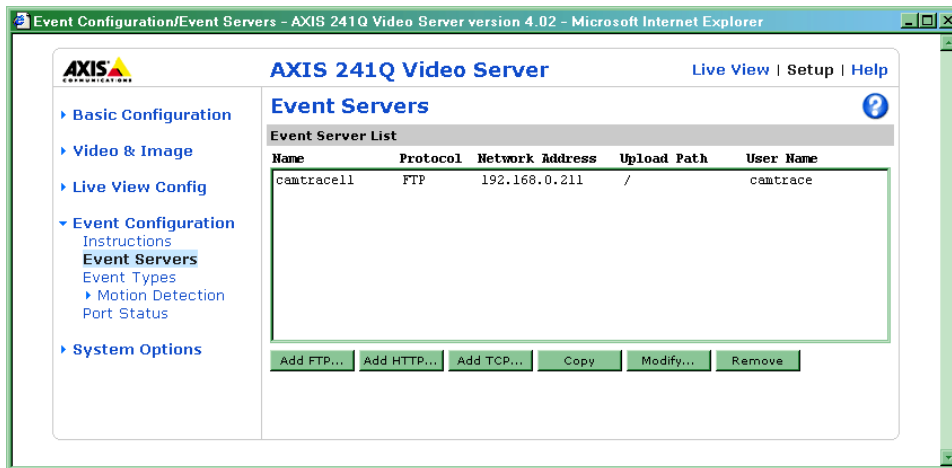 Event Configuration/Event Servers - AXIS 241Q Video Server version 4.02 - Microsoft Internet Explorer
AXIS
COMMUNICATIONS
AXIS 241Q Video Server
Live View | Setup | Help
Basic Configuration
Video & Image
Live View Config
Event Configuration
Instructions
Event Servers
Event Types
Motion Detection
Port Status
System Options
Event Servers
?
Event Server List
Name Protocol Network Address Upload Path User Name
camtrace11 FTP 192.168.0.211 / camtrace
Add FTP... Add HTTP... Add TCP... Copy Modify... Remove